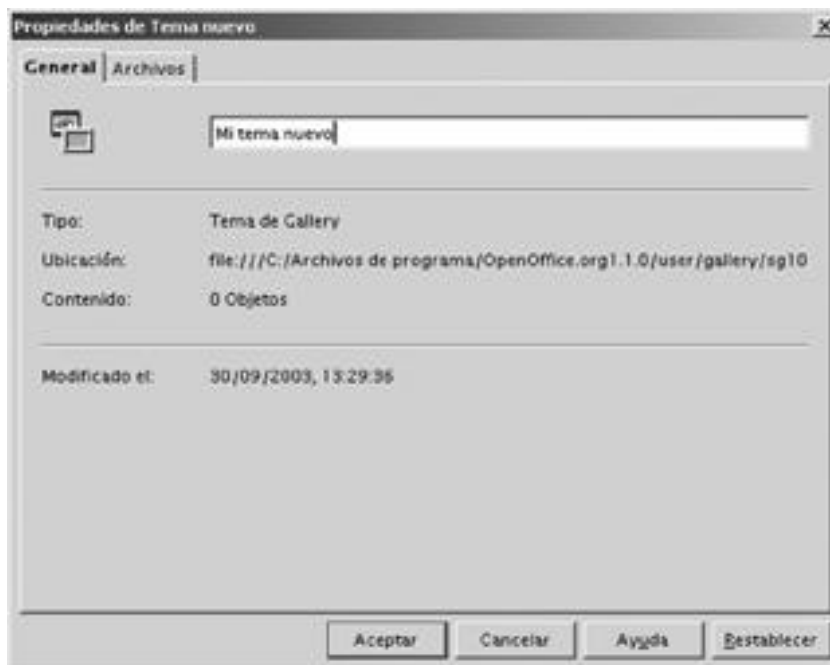 Propiedades de Tema nuevo
General Archivos
Mi tema nuevo
Tipo: Tema de Gallery
Ubicación: file:///C:/Archivos de programa/OpenOffice.org1.1.0/user/gallery/sg10
Contenido: 0 Objetos
Modificado el: 30/09/2003, 13:29:36
Aceptar Cancelar Ayuda Restablecer